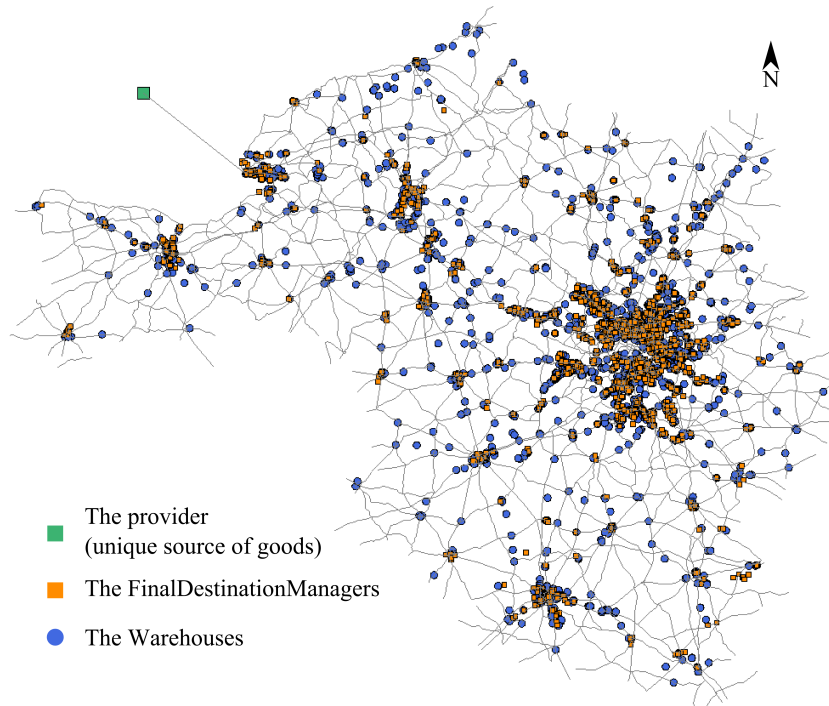 N
The provider
(unique source of goods)
The FinalDestinationManagers
The Warehouses